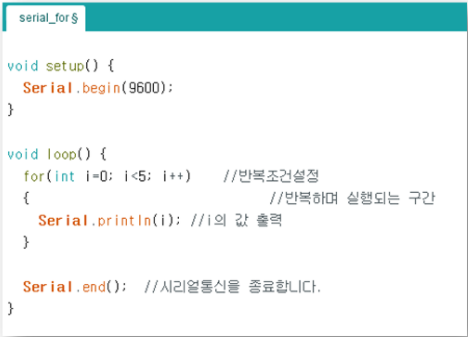 serial_for §
void setup() {
Serial.begin(9600);
}
void loop() {
for(int i=0; i<5; i++) //반복조건설정
{ //반복하며 실행되는 구간
Serial.println(i); //i의 값 출력
}
Serial.end(); //시리얼통신을 종료합니다.
}